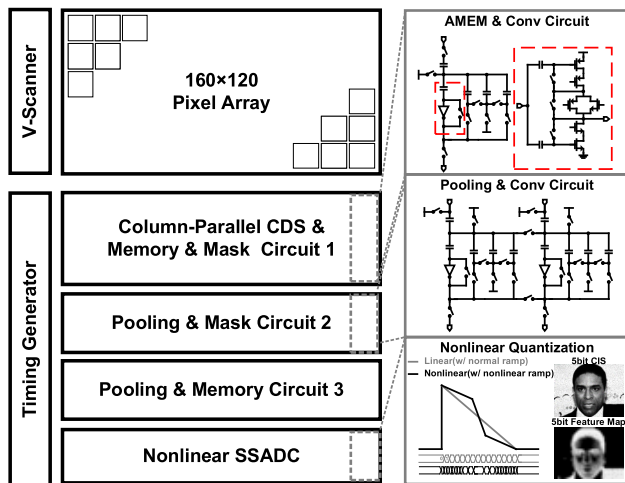 V-Scanner
160×120
Pixel Array
Timing Generator
Column-Parallel CDS &
Memory & Mask Circuit 1
Pooling & Mask Circuit 2
Pooling & Memory Circuit 3
Nonlinear SSADC
AMEM & Conv Circuit
Pooling & Conv Circuit
Nonlinear Quantization
Linear(w/ normal ramp)
Nonlinear(w/ nonlinear ramp)
5bit CIS
5bit Feature Map